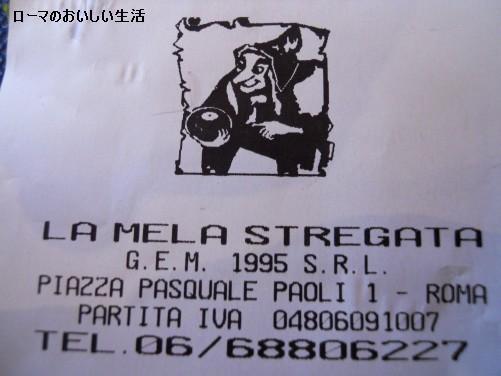 ローマのおいしい生活
LA MELA STREGATA
G.E.M. 1995 S.R.L.
PIAZZA PASQUALE PAOLI 1 - ROMA
PARTITA IVA 04806091007
TEL.06/68806227